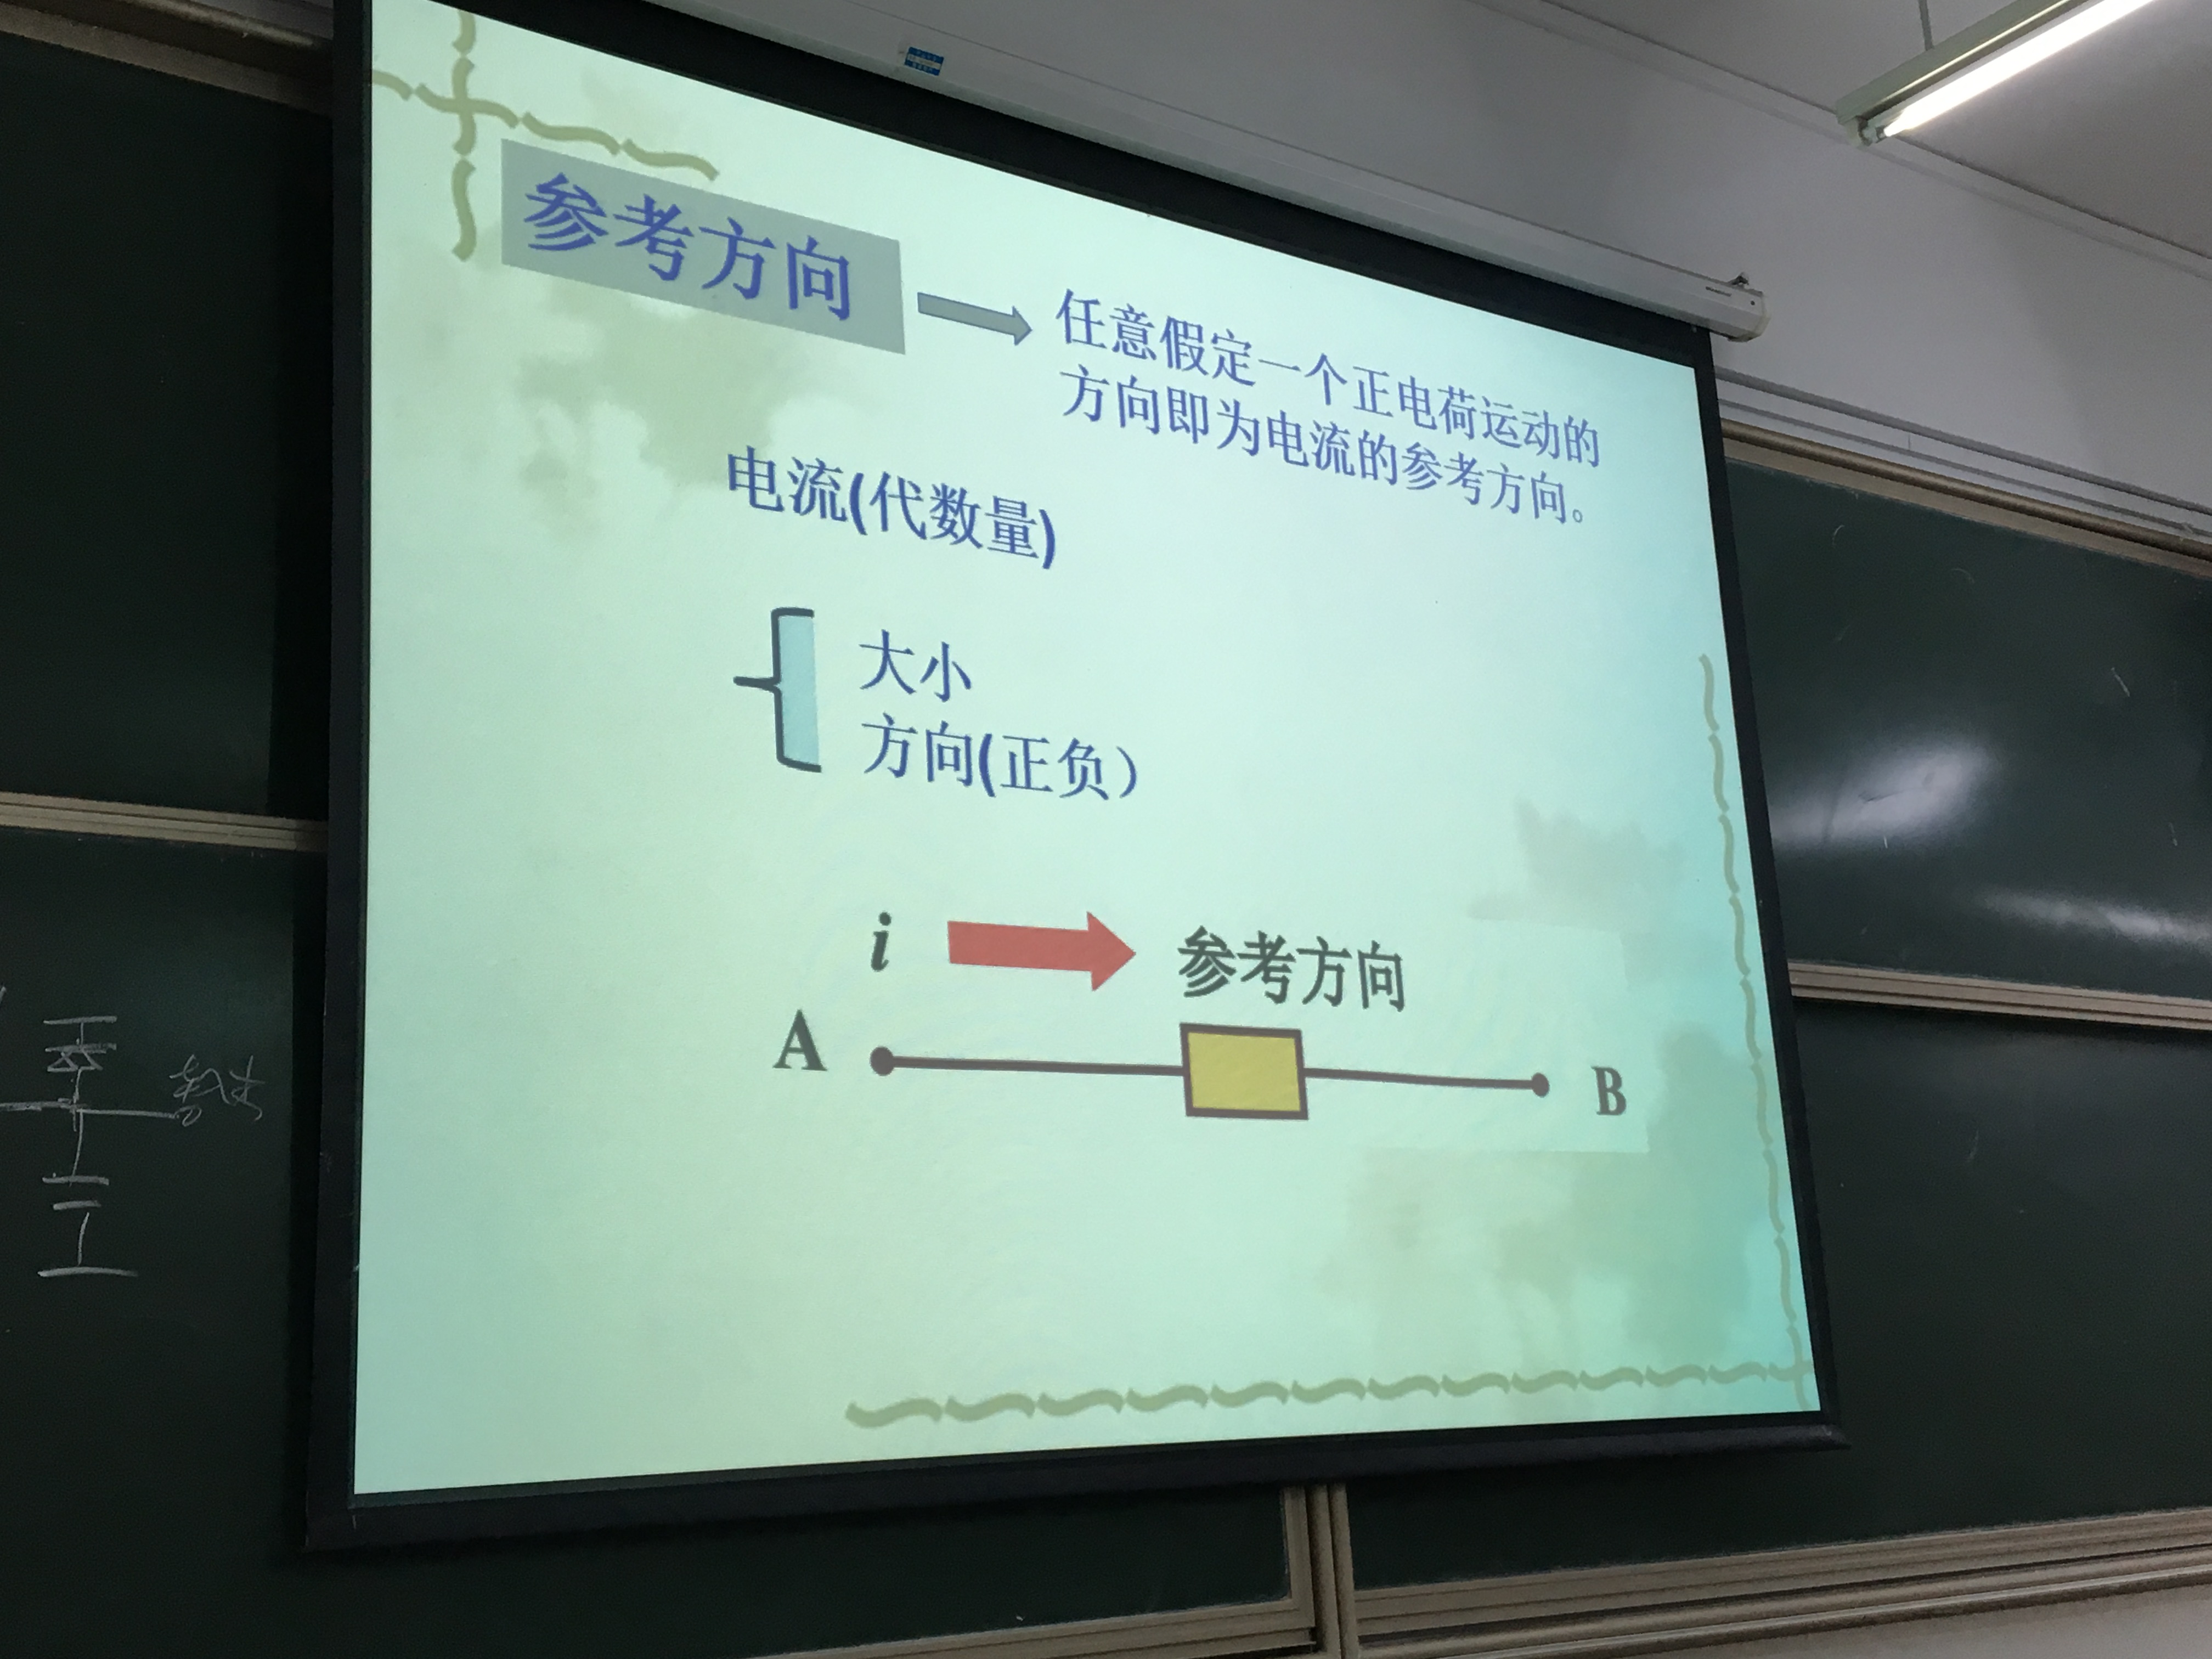 参考方向
任意假定一个正电荷运动的
方向即为电流的参考方向。
电流(代数量)
大小
方向(正负）
i
参考方向
A
B